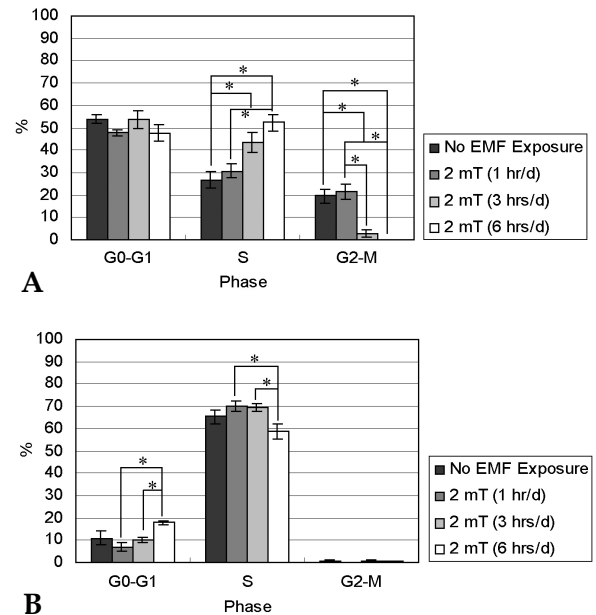 100
90
80
70
60
50
40
30
20
10
0
%
* * * * * * *
G0-G1 S G2-M
Phase
No EMF Exposure
2 mT (1 hr/d)
2 mT (3 hrs/d)
2 mT (6 hrs/d)
A
100
90
80
70
60
50
40
30
20
10
0
%
* * * *
G0-G1 S G2-M
Phase
No EMF Exposure
2 mT (1 hr/d)
2 mT (3 hrs/d)
2 mT (6 hrs/d)
B